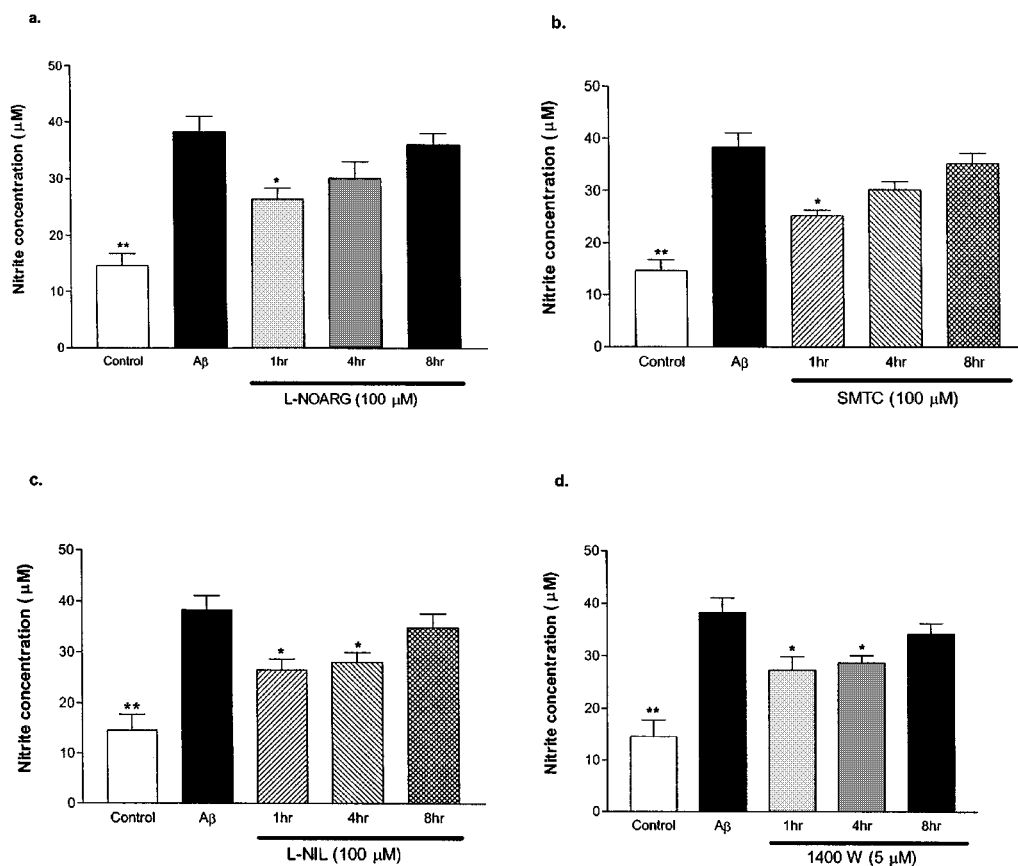 a.
Nitrite concentration ( μM)
50
40
30
20
10
0
**
*
Control Aβ 1hr 4hr 8hr
L-NOARG (100 μM)
b.
Nitrite concentration ( μM)
50
40
30
20
10
0
**
*
Control Aβ 1hr 4hr 8hr
SMTC (100 μM)
c.
Nitrite concentration ( μM)
50
40
30
20
10
0
**
* *
Control Aβ 1hr 4hr 8hr
L-NIL (100 μM)
d.
Nitrite concentration ( μM)
50
40
30
20
10
0
**
* *
Control Aβ 1hr 4hr 8hr
1400 W (5 μM)